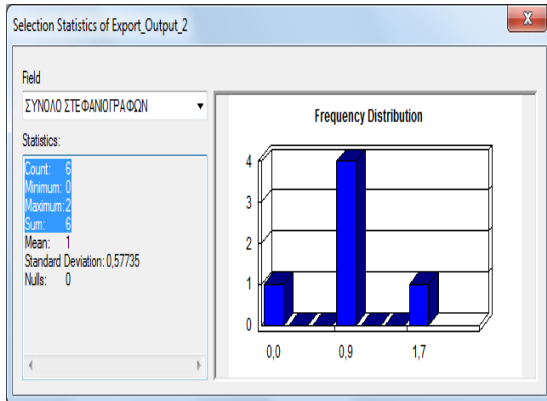 Selection Statistics of Export_Output_2
x
Field
ΣΥΝΟΛΟ ΣΤΕΦΑΝΙΟΓΡΑΦΩΝ
Statistics:
Count: 6
Minimum: 0
Maximum: 2
Sum: 6
Mean: 1
Standard Deviation: 0,57735
Nulls: 0
Frequency Distribution
4
3
2
1
0
0,0 0,9 1,7